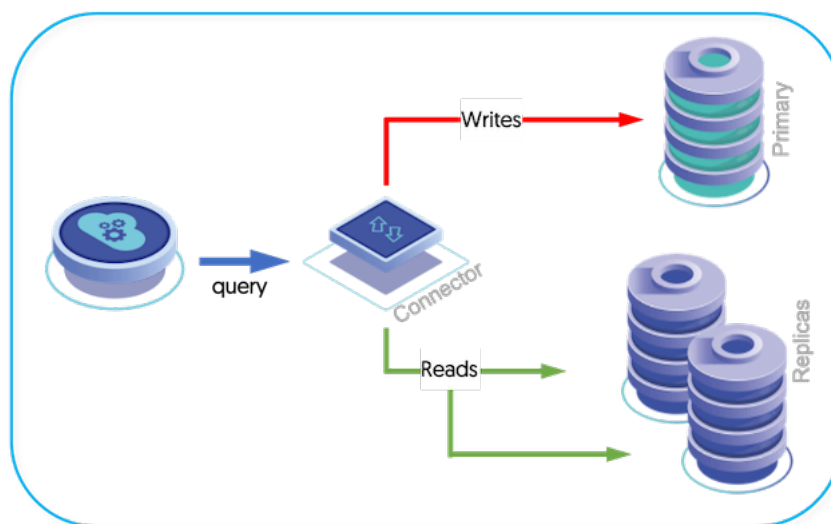 Writes
Primary
query
Connector
Reads
Replicas